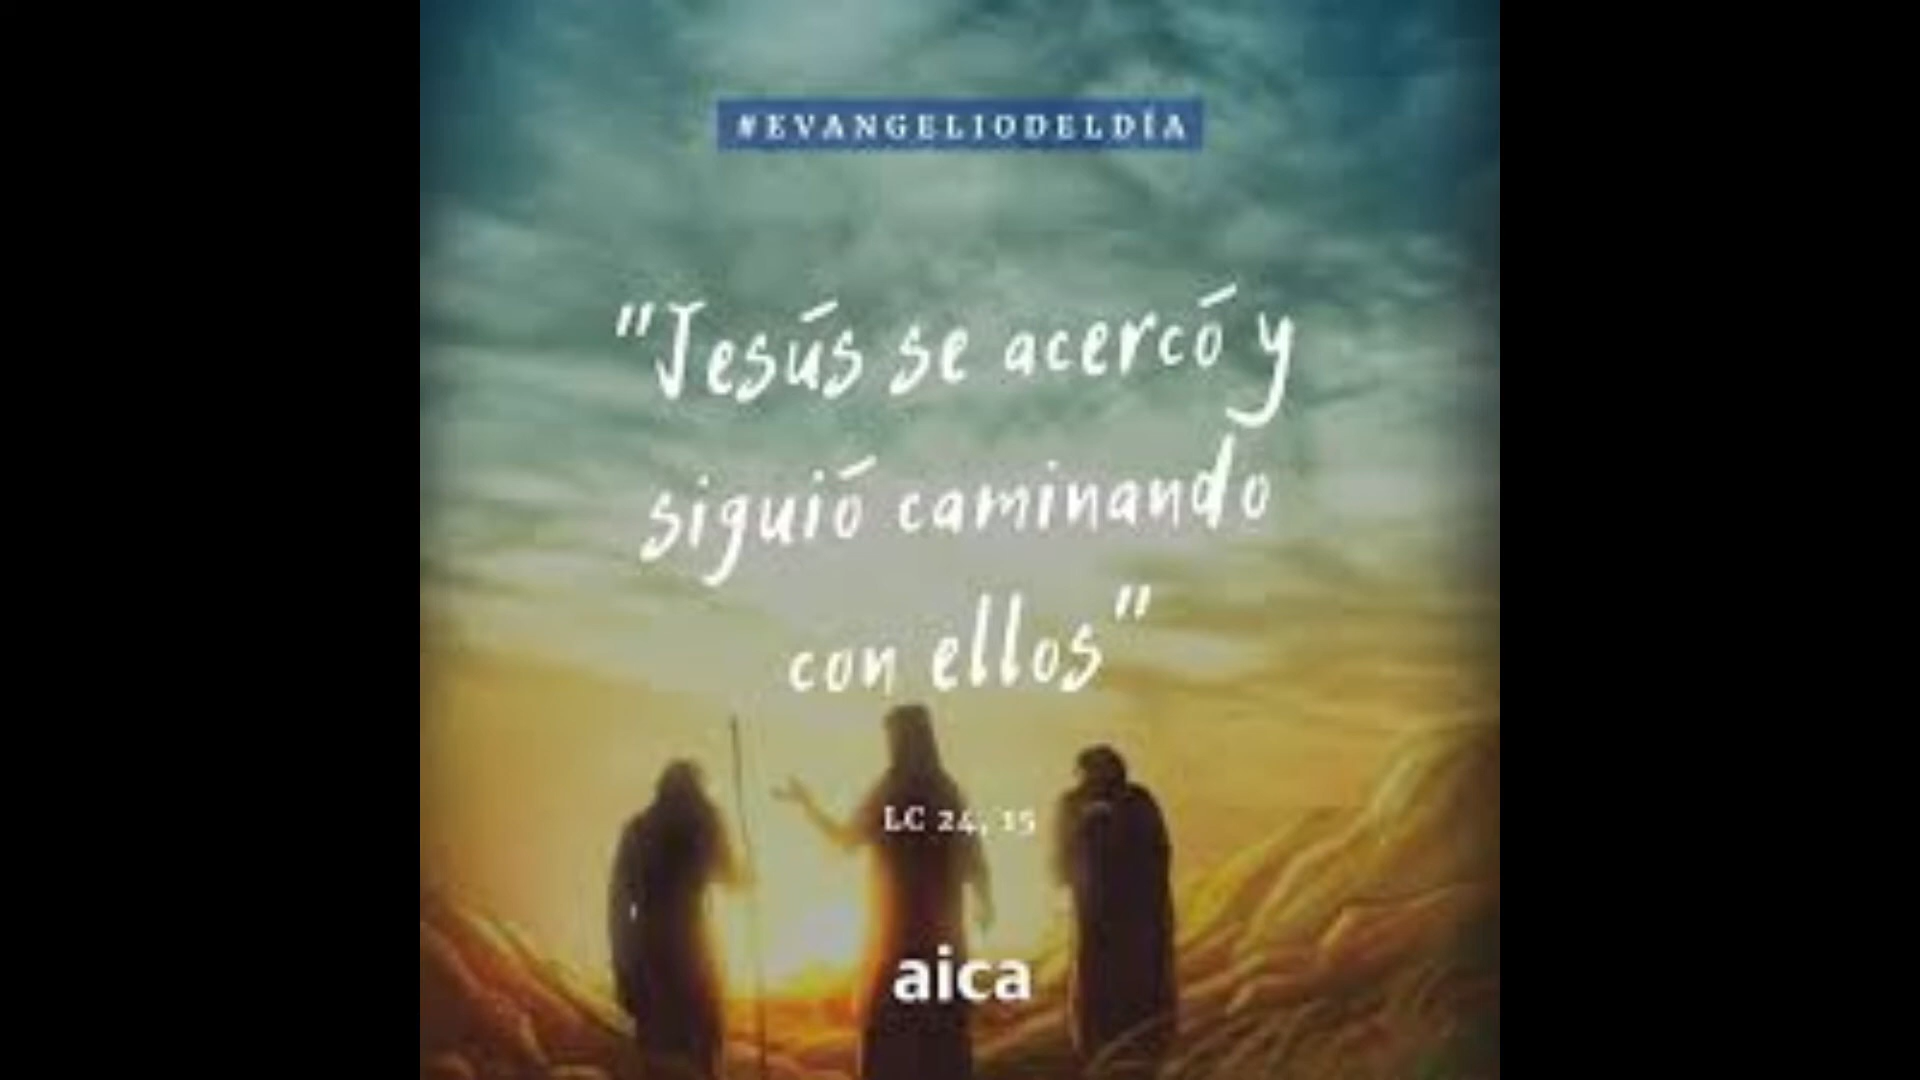 #EVANGELIODELDÍA
"Jesús se acercó y
siguió caminando
con ellos"
LC 24, 15
aica